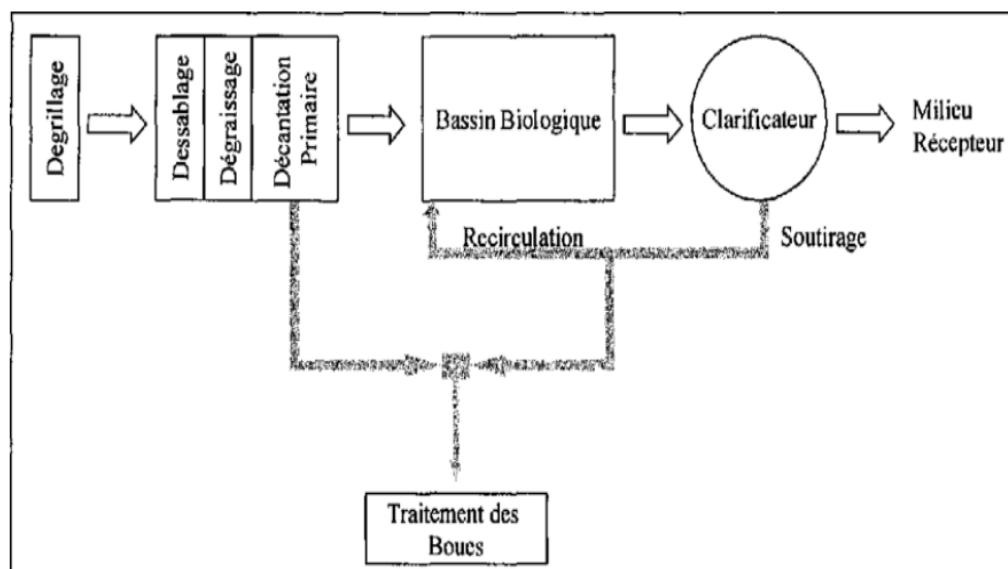 Degrillage
Dessablage
Dégraissage
Décantation
Primaire
Bassin Biologique
Clarificateur
Milieu
Récepteur
Recirculation
Soutirage
Traitement des
Boues